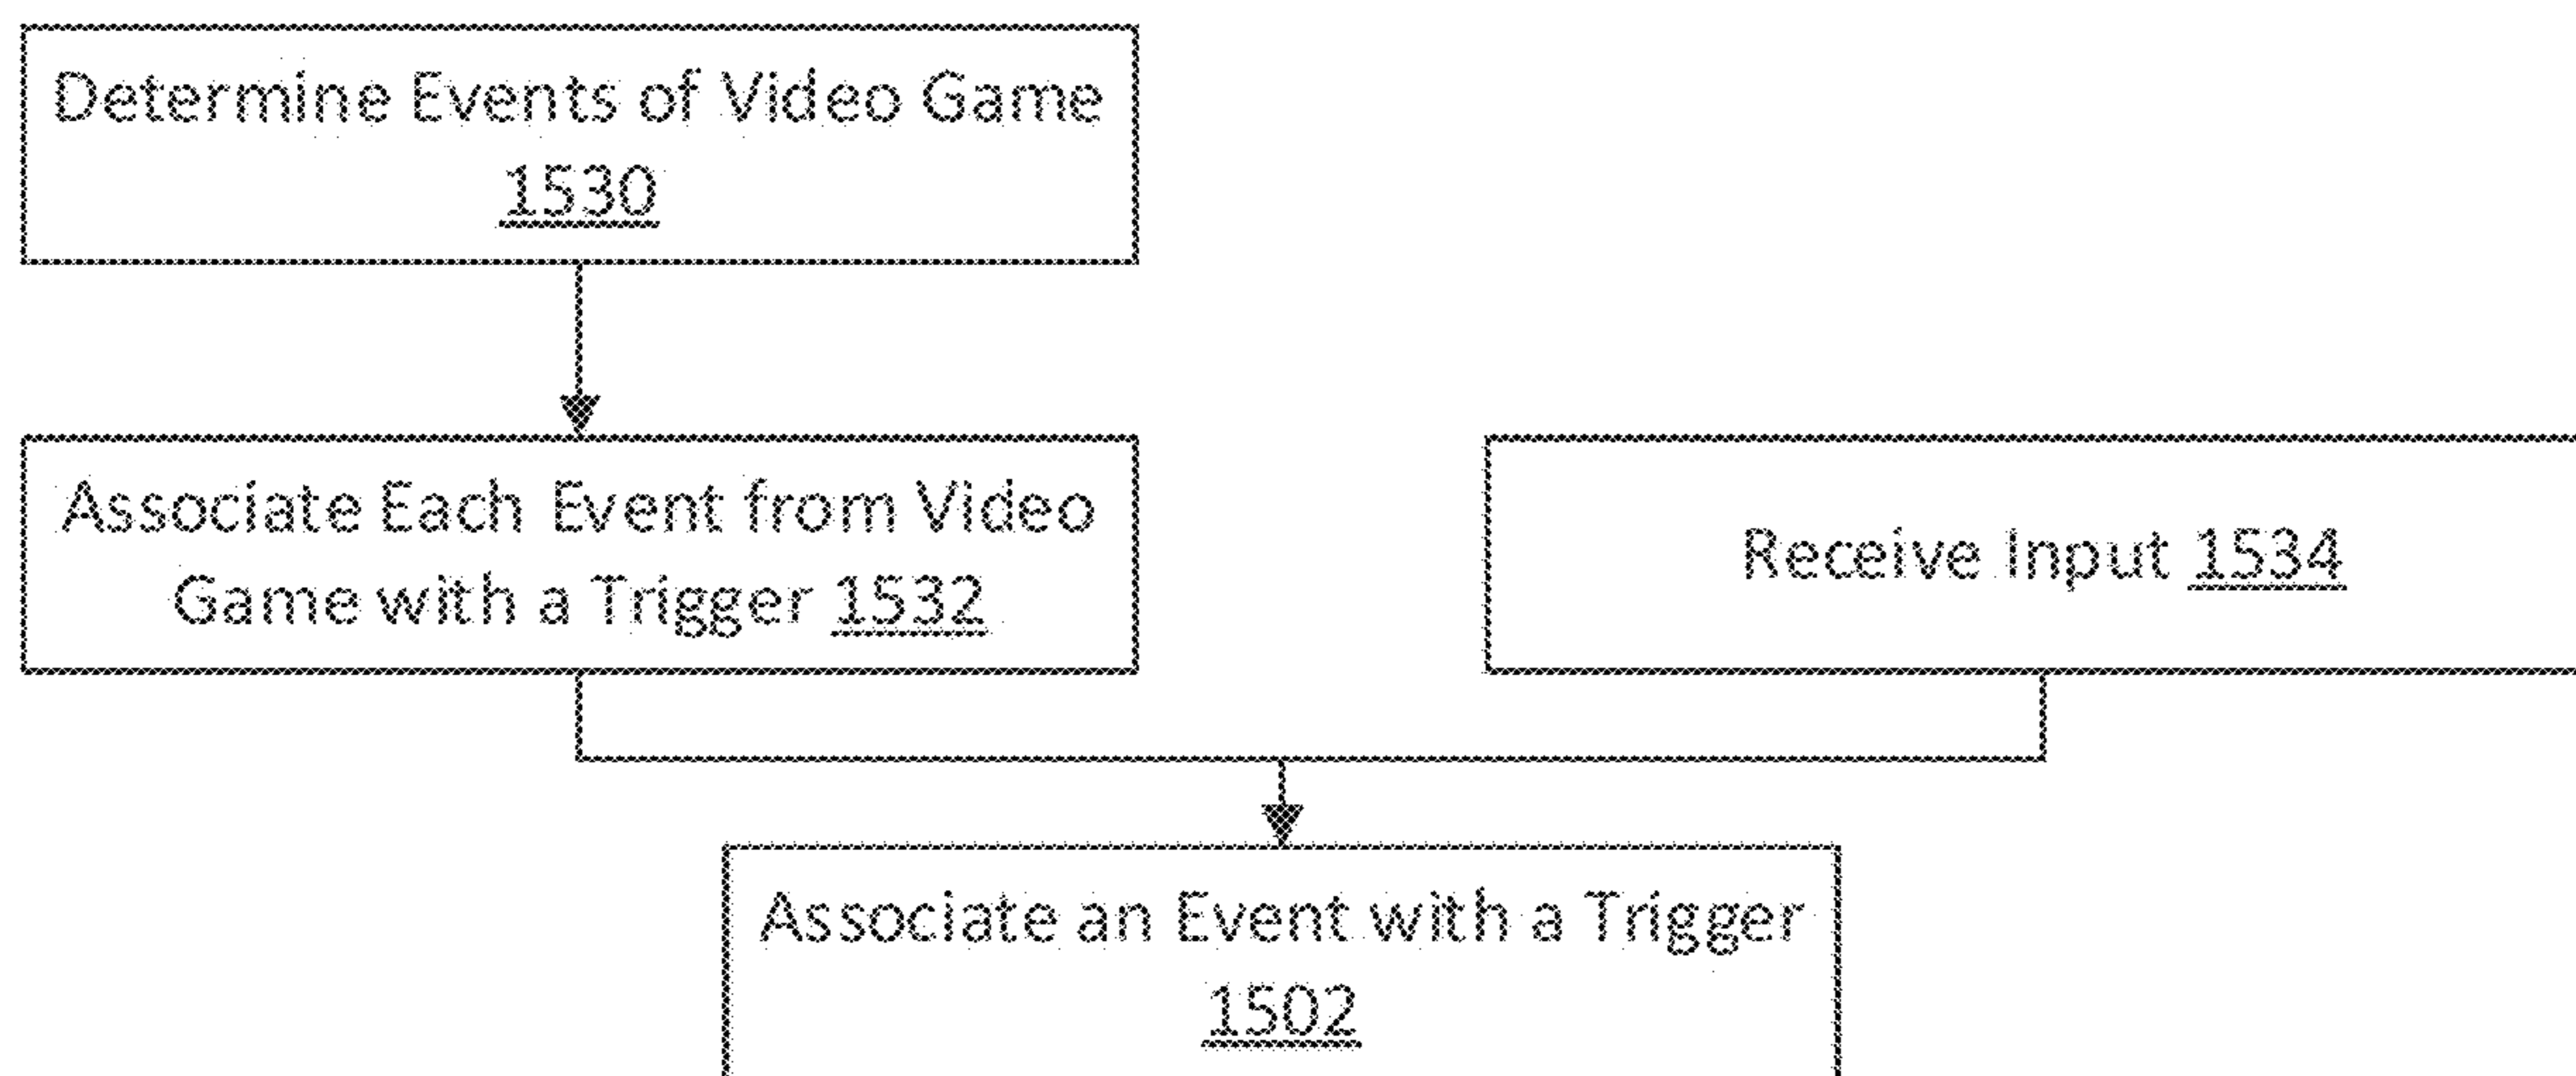 Determine Events of Video Game
1530
Associate Each Event from Video
Game with a Trigger 1532
Receive Input 1534
Associate an Event with a Trigger
1502